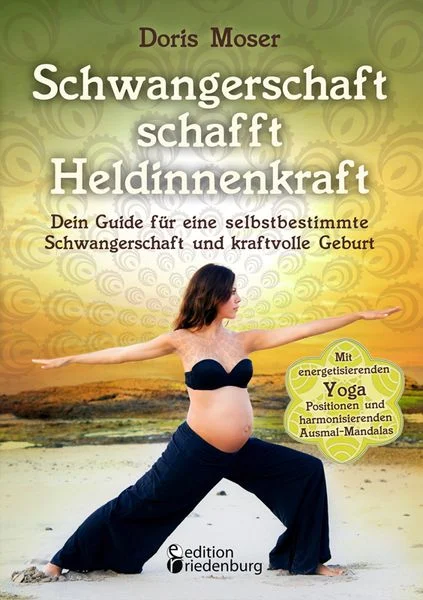 Doris Moser
Schwangerschaft
schafft
Heldinnenkraft
Dein Guide für eine selbstbestimmte
Schwangerschaft und kraftvolle Geburt
Mit
energetisierenden
Yoga
Positionen und
harmonisierenden
Ausmal-Mandalas
edition
riedenburg